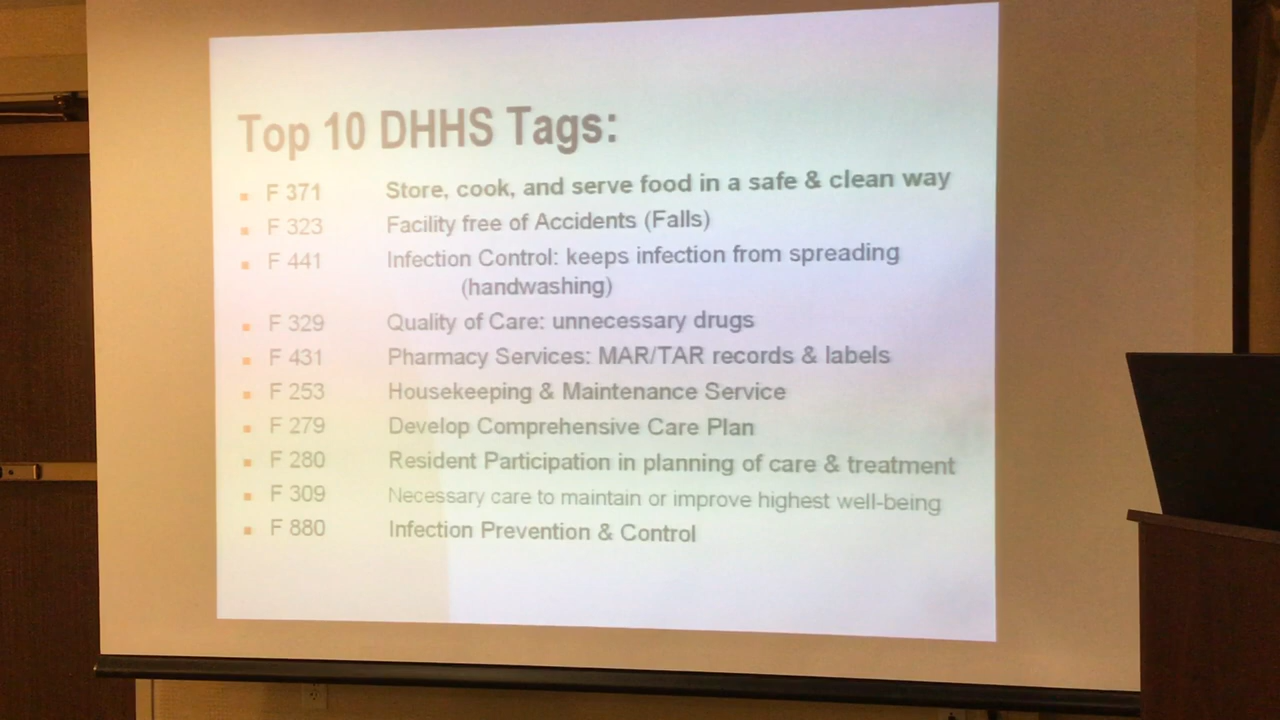 Top 10 DHHS Tags:
▪ F 371 Store, cook, and serve food in a safe & clean way
▪ F 323 Facility free of Accidents (Falls)
▪ F 441 Infection Control: keeps infection from spreading
(handwashing)
▪ F 329 Quality of Care: unnecessary drugs
▪ F 431 Pharmacy Services: MAR/TAR records & labels
▪ F 253 Housekeeping & Maintenance Service
▪ F 279 Develop Comprehensive Care Plan
▪ F 280 Resident Participation in planning of care & treatment
▪ F 309 Necessary care to maintain or improve highest well-being
▪ F 880 Infection Prevention & Control